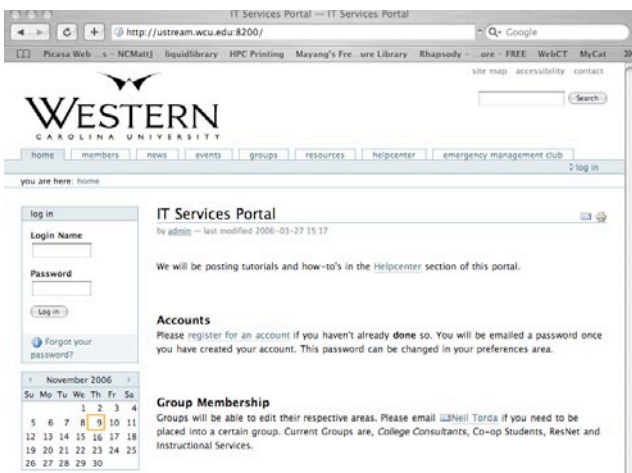 IT Services Portal — IT Services Portal
http://ustream.wcu.edu:8200/
Google
Picasa Web ...s – NCMattJ liquidlibrary HPC Printing Mayang's Fre...ure Library Rhapsody – ...ore – FREE WebCT MyCat
site map accessibility contact
Search
WESTERN
CAROLINA UNIVERSITY
home members news events groups resources helpcenter emergency management club
log in
you are here: home
log in
Login Name
Password
Log in
Forgot your
password?
November 2006
Su Mo Tu We Th Fr Sa
1 2 3 4
5 6 7 8 9 10 11
12 13 14 15 16 17 18
19 20 21 22 23 24 25
26 27 28 29 30
IT Services Portal
by admin — last modified 2006-03-27 15:17
We will be posting tutorials and how-to's in the Helpcenter section of this portal.
Accounts
Please register for an account if you haven't already done so. You will be emailed a password once
you have created your account. This password can be changed in your preferences area.
Group Membership
Groups will be able to edit their respective areas. Please email Neil Torda if you need to be
placed into a certain group. Current Groups are, College Consultants, Co-op Students, ResNet and
Instructional Services.